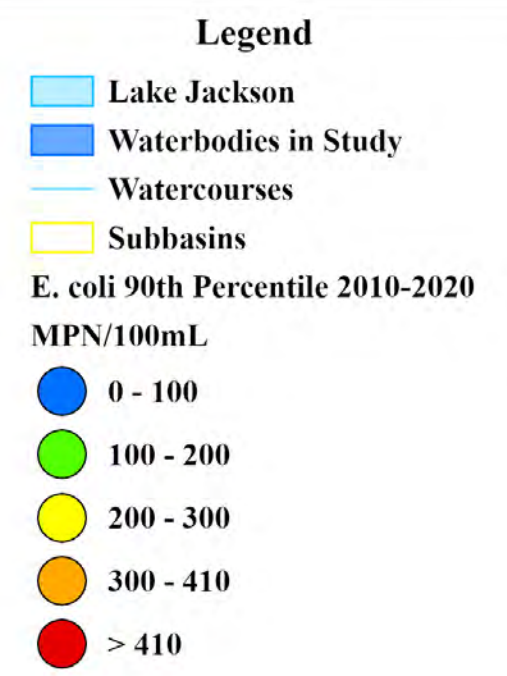 Legend
Lake Jackson
Waterbodies in Study
Watercourses
Subbasins
E. coli 90th Percentile 2010-2020
MPN/100mL
0 - 100
100 - 200
200 - 300
300 - 410
> 410